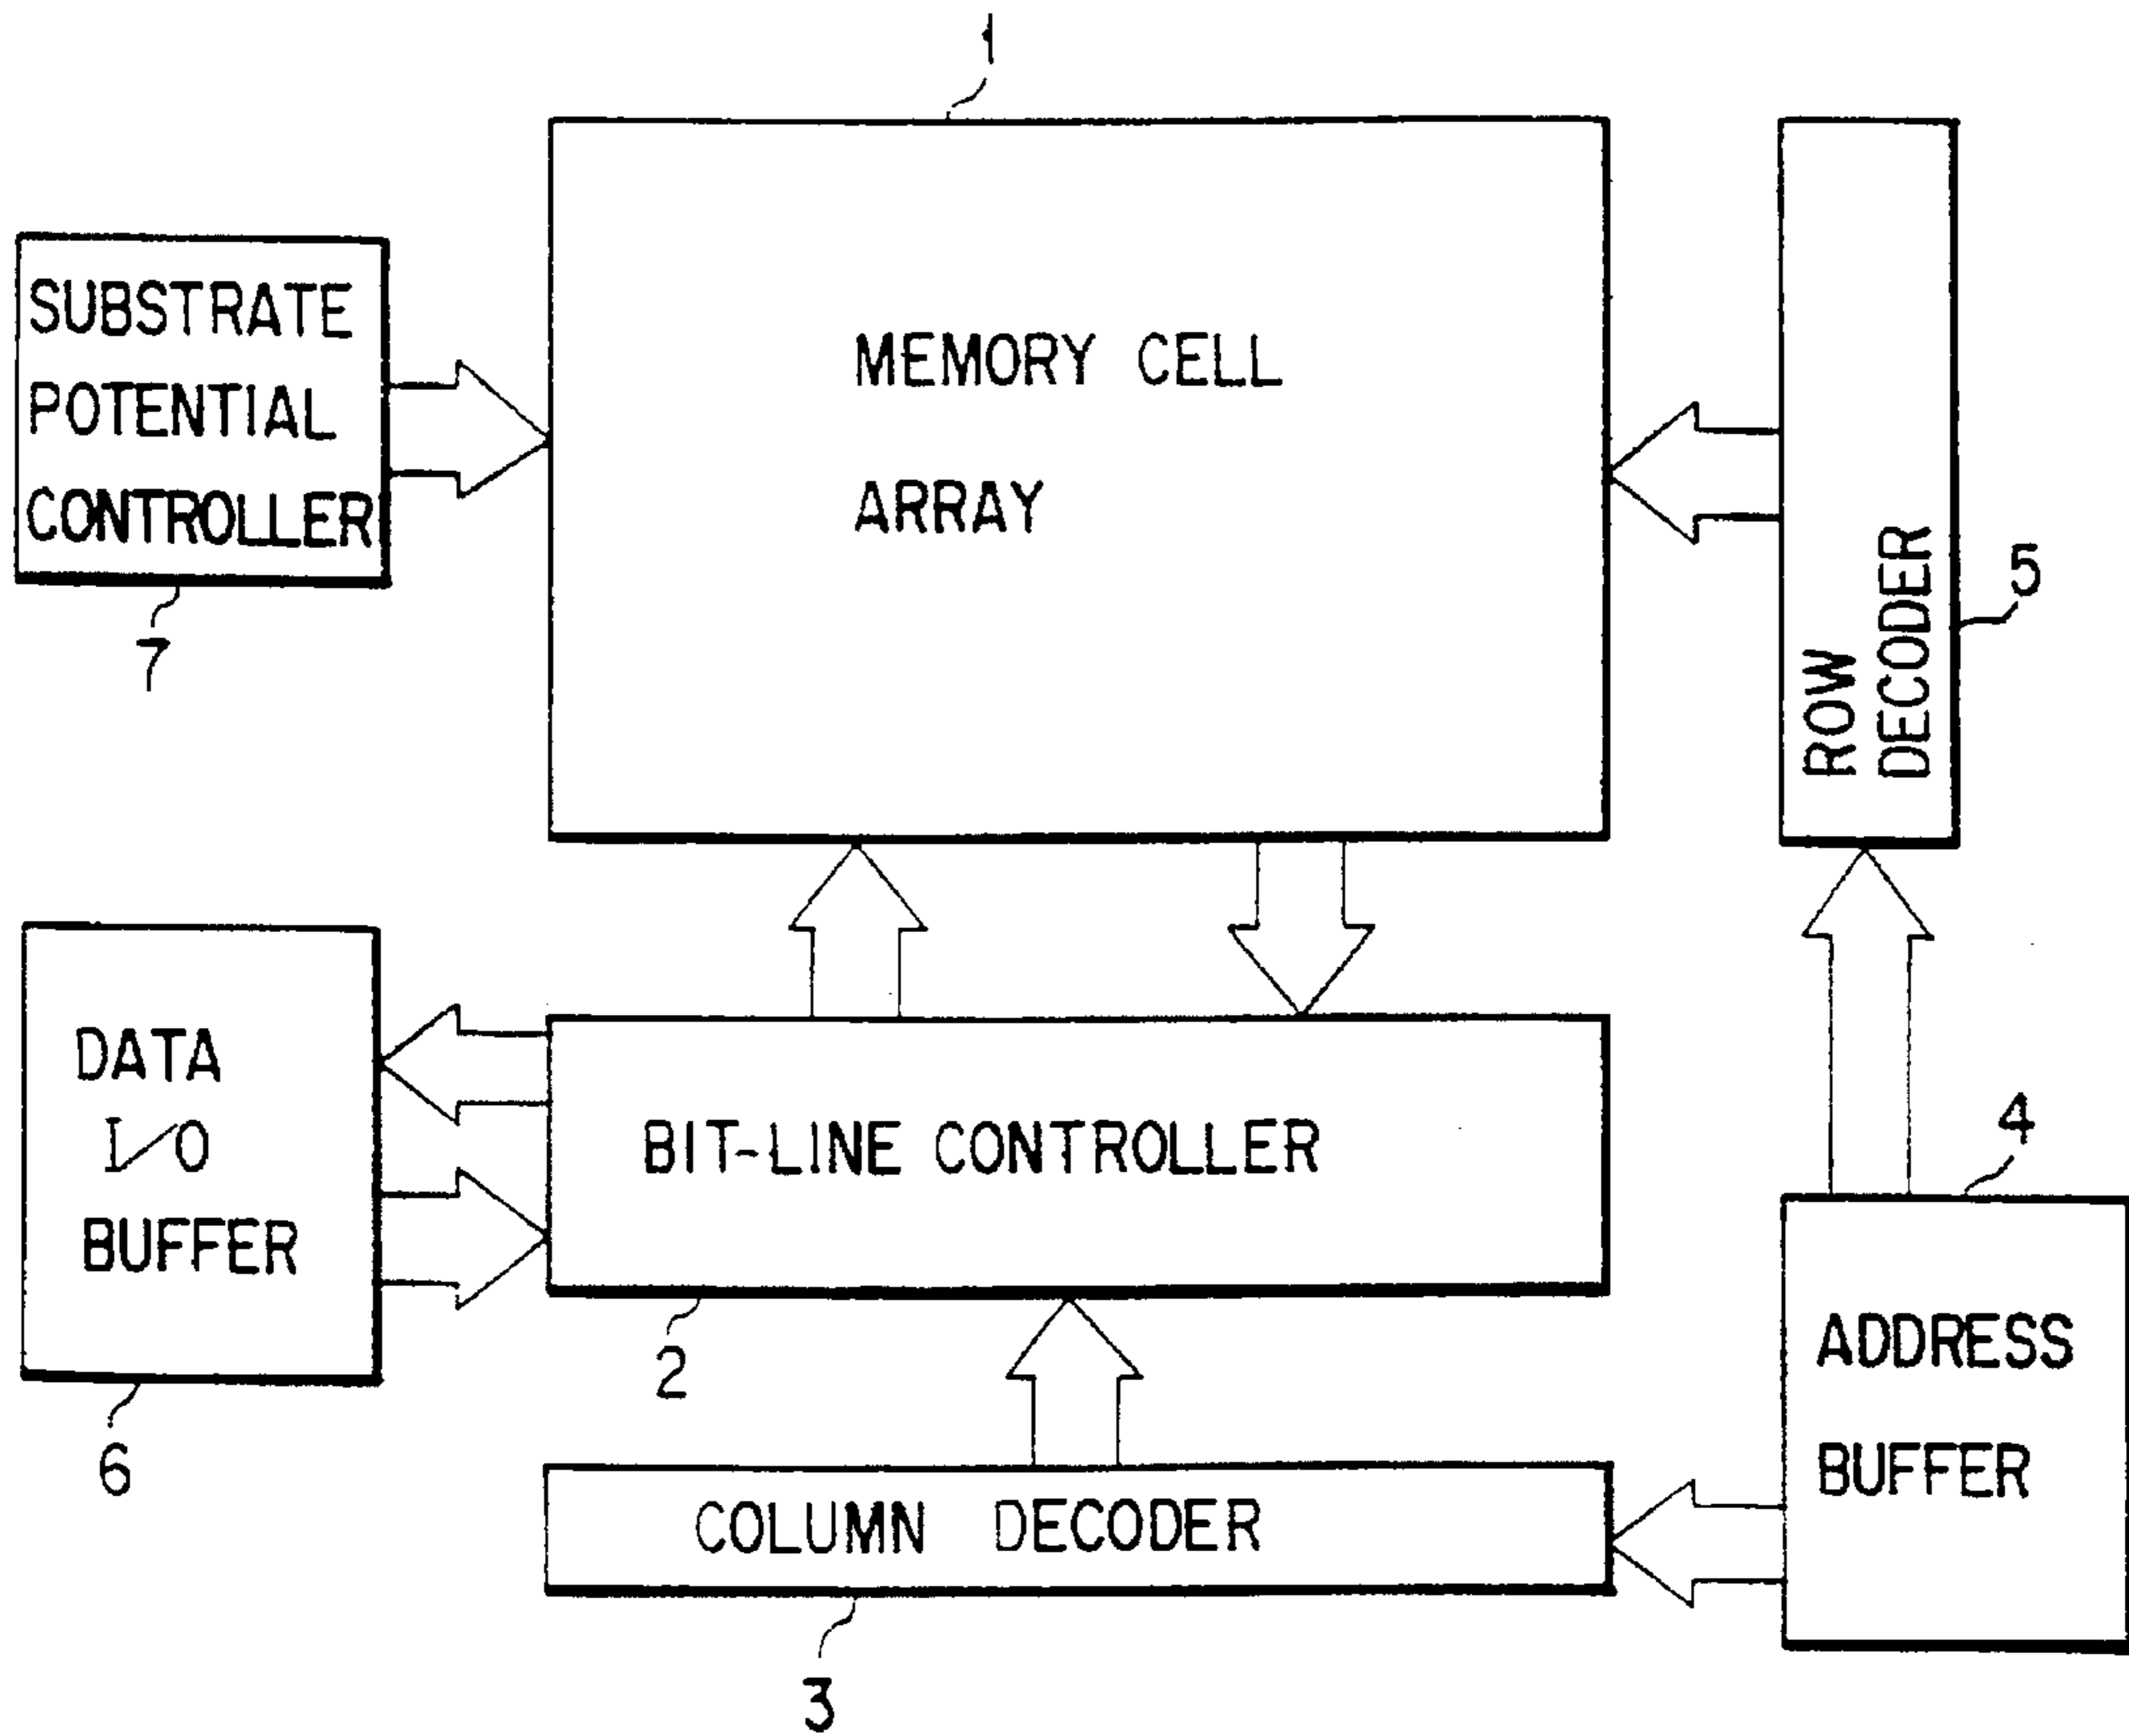 1
SUBSTRATE
POTENTIAL
CONTROLLER
7
MEMORY CELL
ARRAY
ROW
DECODER
5
DATA
I/O
BUFFER
6
BIT-LINE CONTROLLER
2
4
ADDRESS
BUFFER
COLUMN DECODER
3